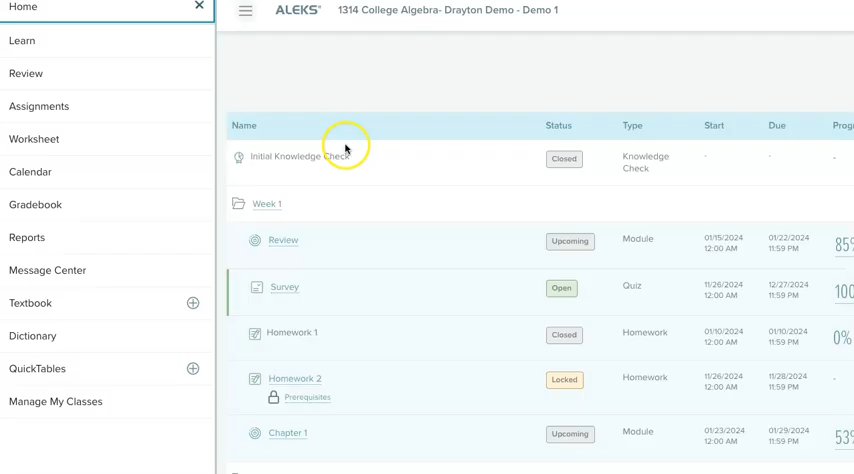 Home
Learn
Review
Assignments
Worksheet
Calendar
Gradebook
Reports
Message Center
Textbook
Dictionary
QuickTables
Manage My Classes
ALEKS® 1314 College Algebra- Drayton Demo - Demo 1
Name Status Type Start Due Progr
Initial Knowledge Check Closed Knowledge Check - - -
Week 1
Review Upcoming Module 01/15/2024 12:00 AM 01/22/2024 11:59 PM 85%
Survey Open Quiz 11/26/2024 12:00 AM 12/27/2024 11:59 PM 100
Homework 1 Closed Homework 01/10/2024 12:00 AM 01/10/2024 11:59 PM 0%
Homework 2 Locked Homework 11/26/2024 12:00 AM 11/28/2024 11:59 PM -
Prerequisites
Chapter 1 Upcoming Module 01/23/2024 12:00 AM 01/29/2024 11:59 PM 53%